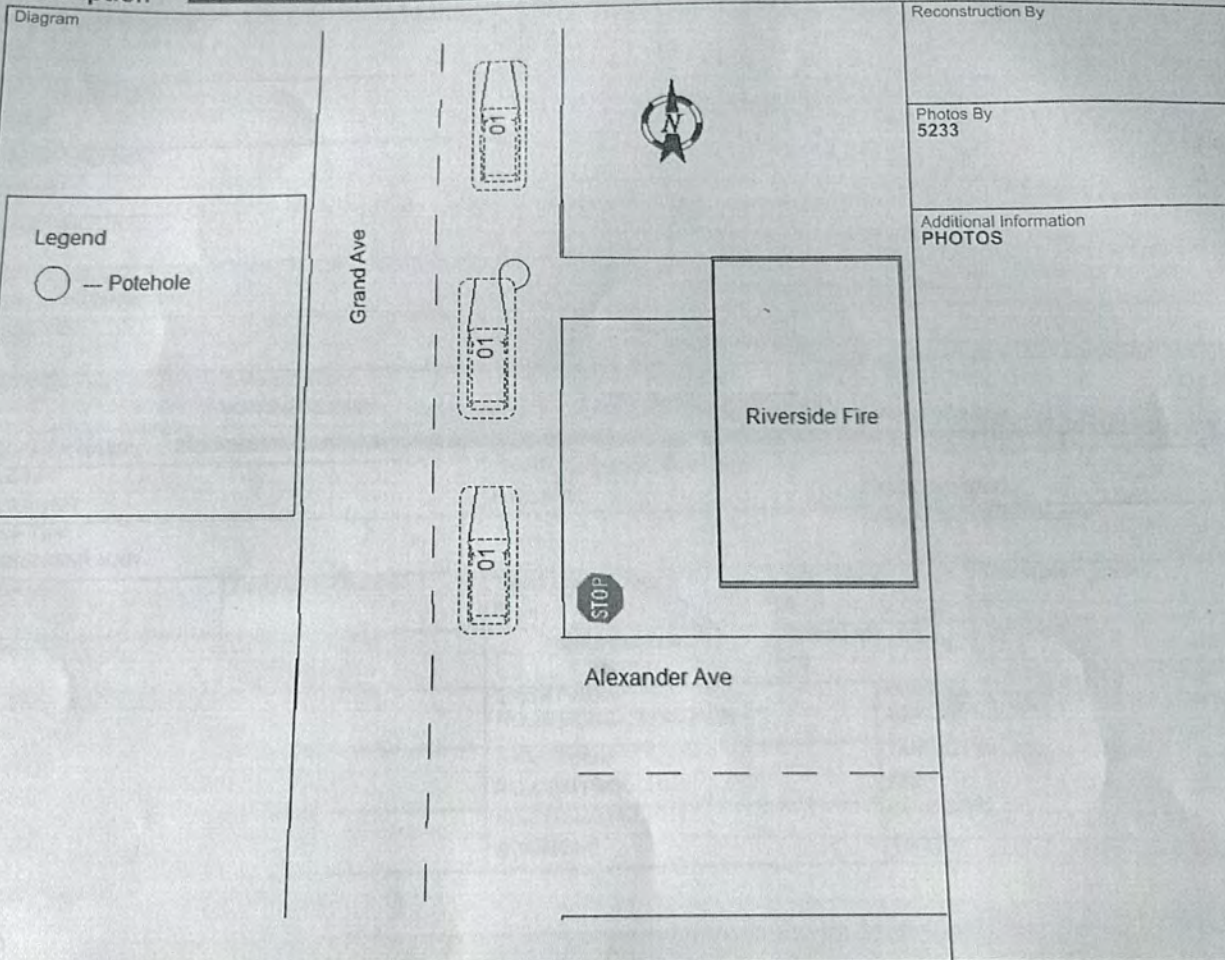 Diagram
Reconstruction By
Photos By
5233
Additional Information
PHOTOS
01
N
Legend
— Potehole
Grand Ave
01
Riverside Fire
01
STOP
Alexander Ave